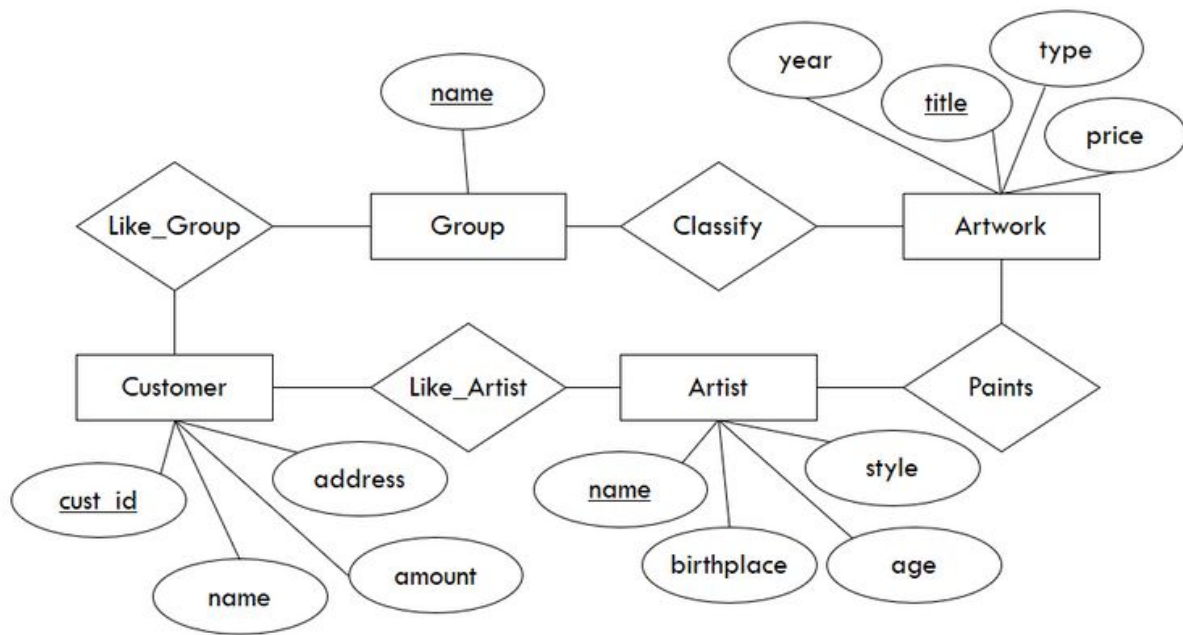 year
type
name
title
price
Like_Group
Group
Classify
Artwork
Customer
Like_Artist
Artist
Paints
cust_id
address
name
style
name
amount
birthplace
age